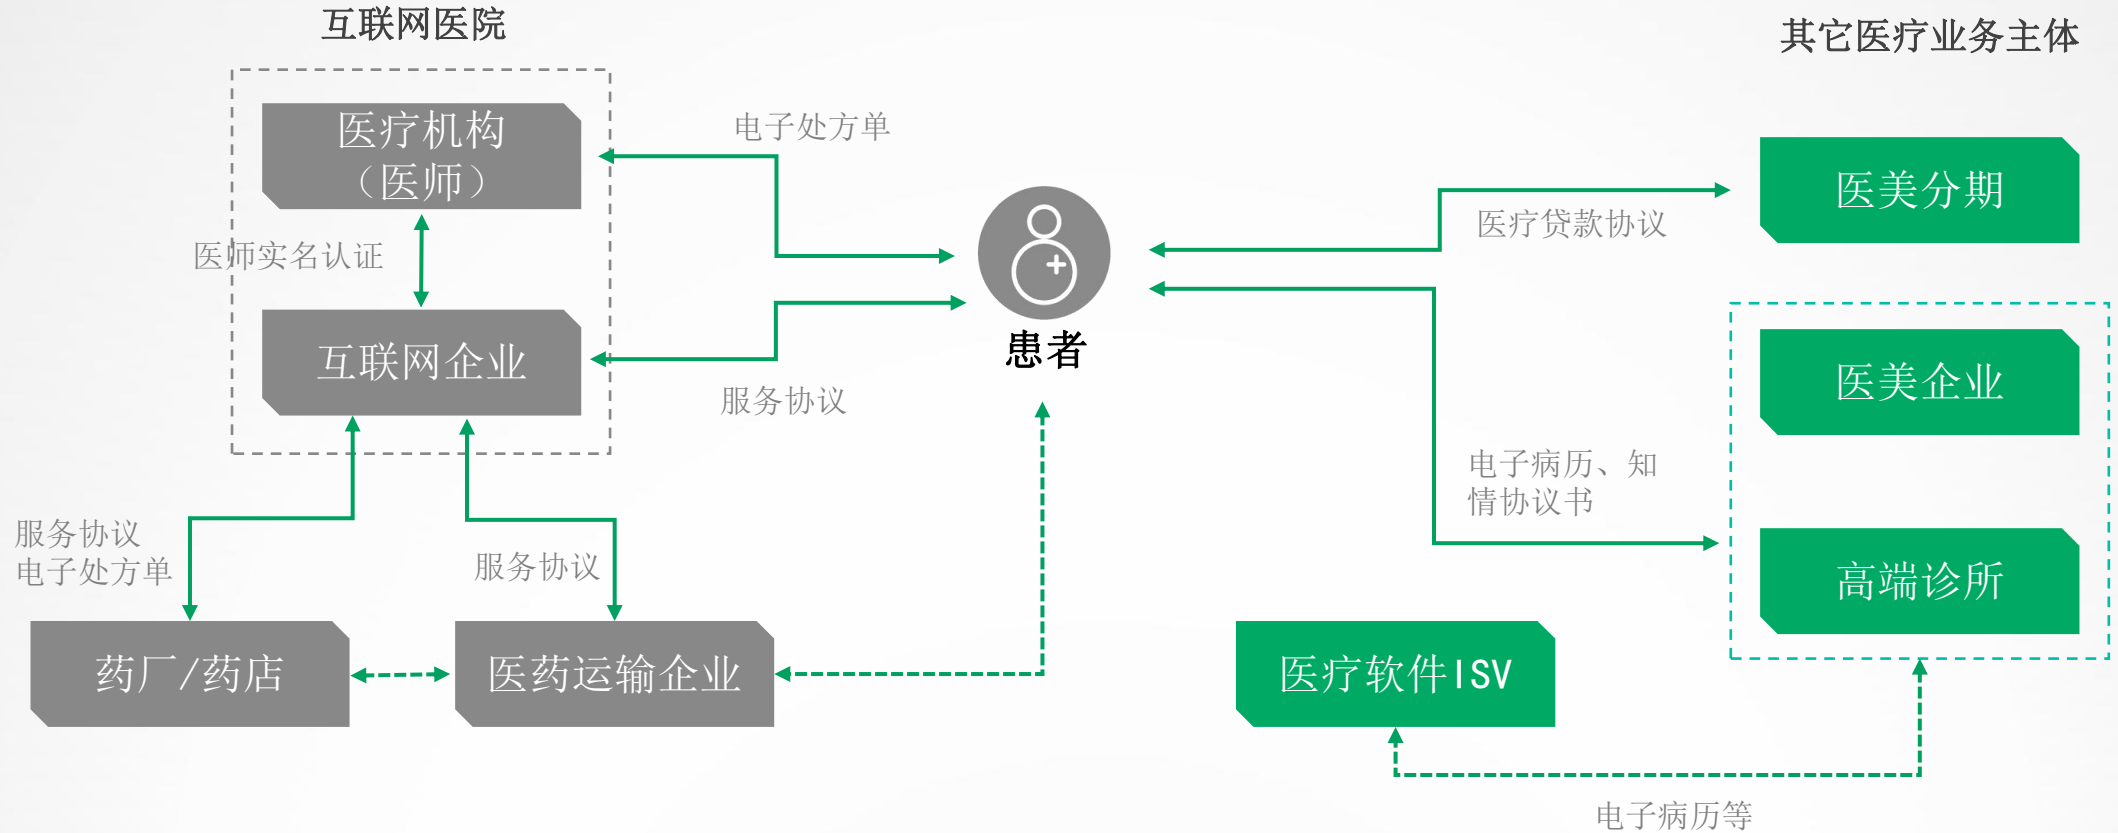 互联网医院
其它医疗业务主体
医疗机构
（医师）
电子处方单
医美分期
医疗贷款协议
医师实名认证
互联网企业
患者
服务协议
医美企业
电子病历、知
情协议书
服务协议
电子处方单
服务协议
高端诊所
药厂/药店
医药运输企业
医疗软件ISV
电子病历等